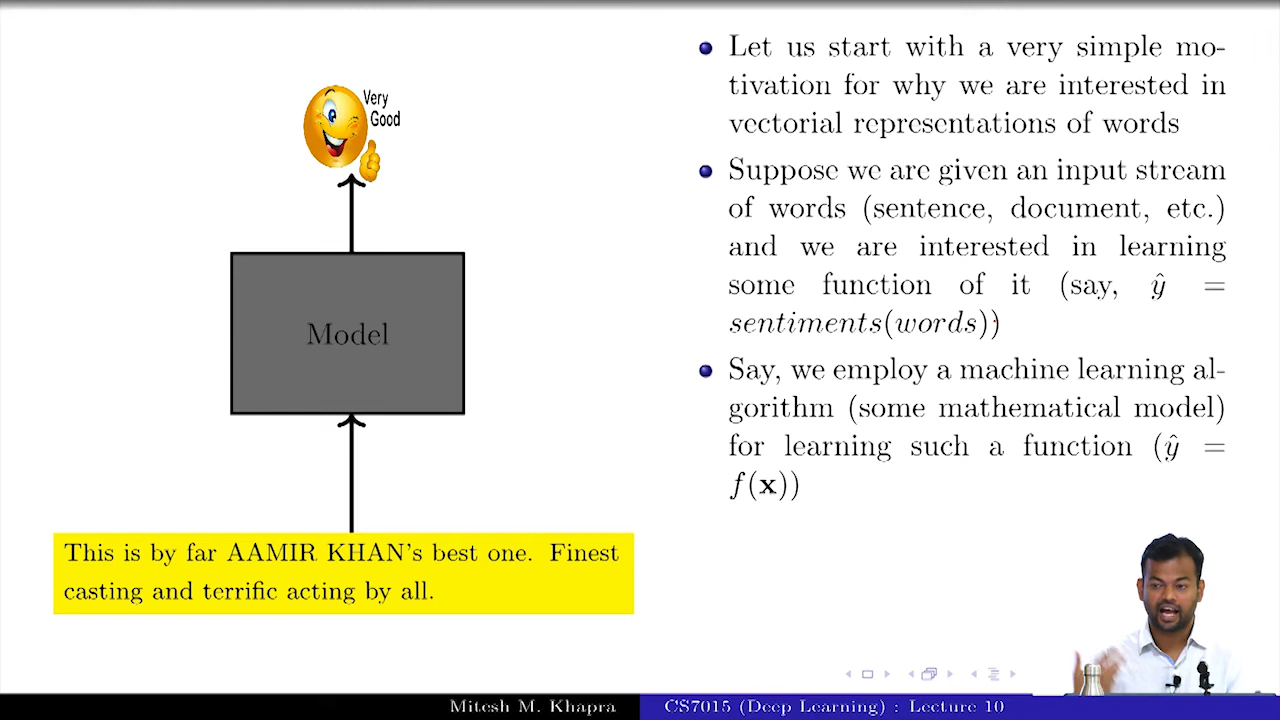 Very
Good
Model
This is by far AAMIR KHAN's best one. Finest
casting and terrific acting by all.
Let us start with a very simple mo-
tivation for why we are interested in
vectorial representations of words
Suppose we are given an input stream
of words (sentence, document, etc.)
and we are interested in learning
some function of it (say, ŷ =
sentiments(words))
Say, we employ a machine learning al-
gorithm (some mathematical model)
for learning such a function (ŷ =
f(x))
Mitesh M. Khapra
CS7015 (Deep Learning) : Lecture 10